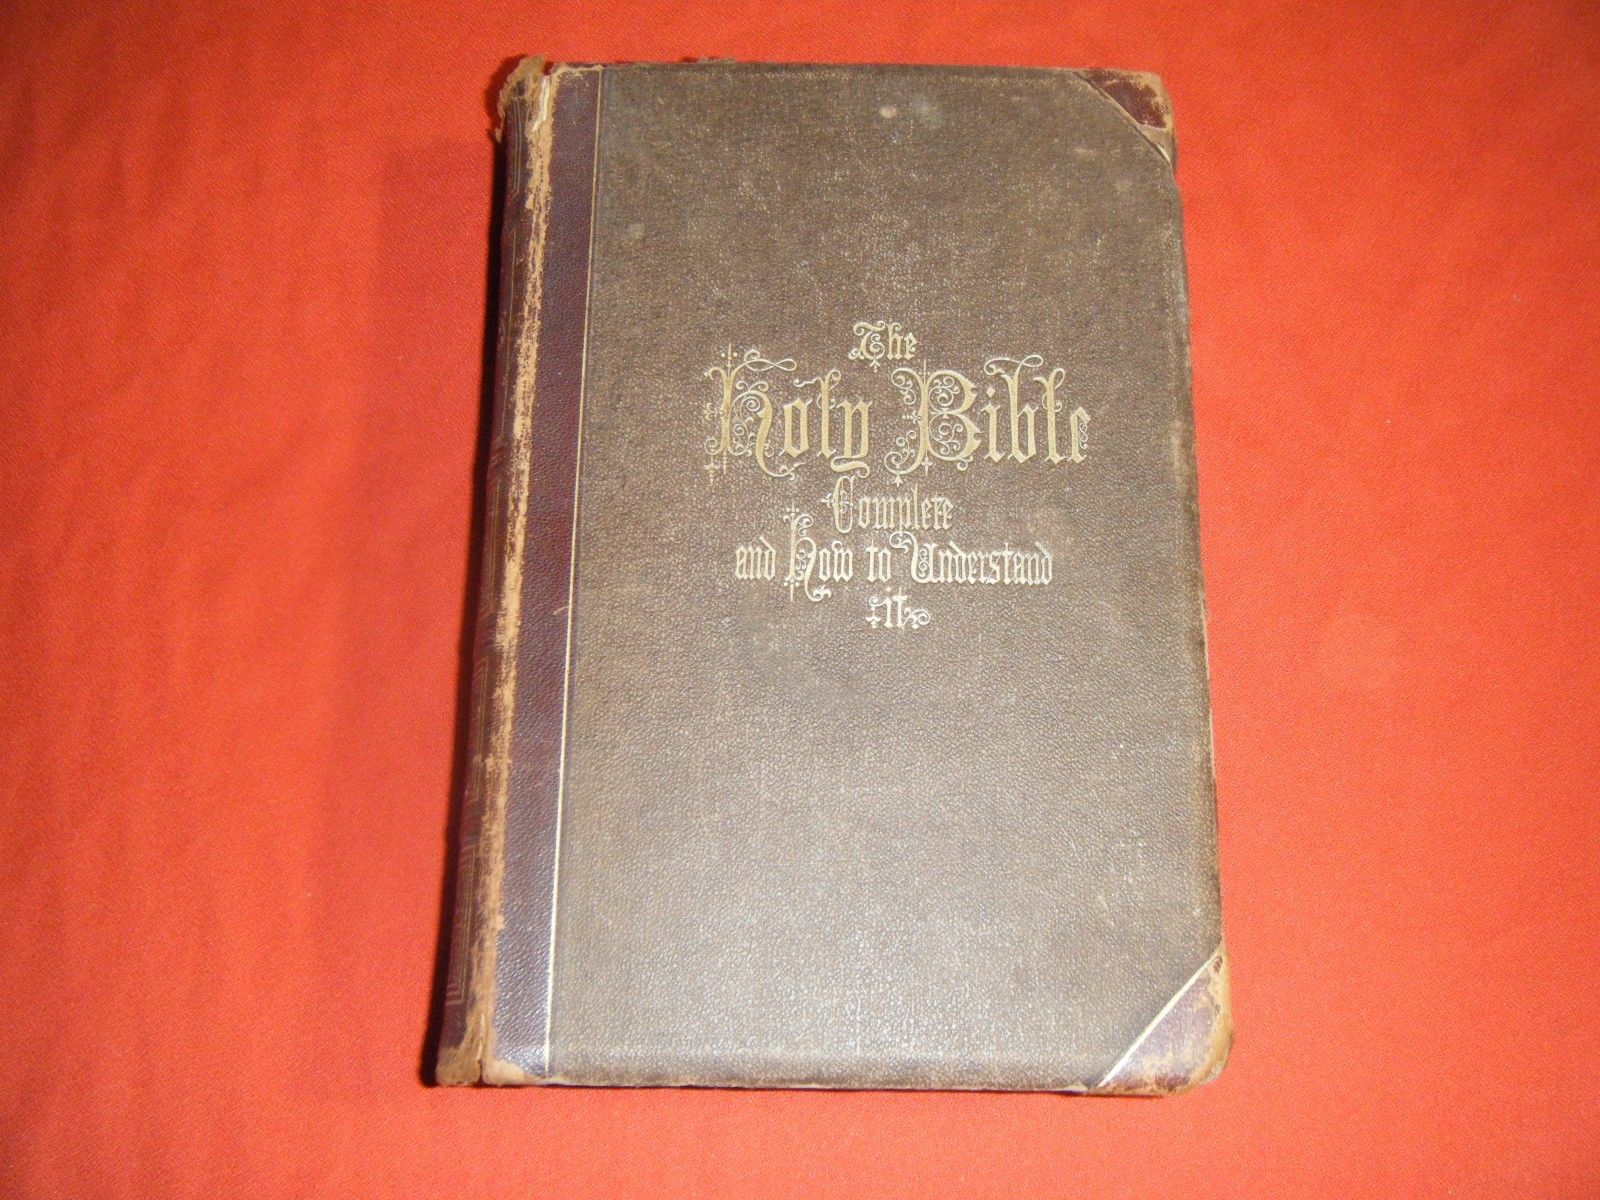 The
Holy Bible
Complete
and How to Understand
it